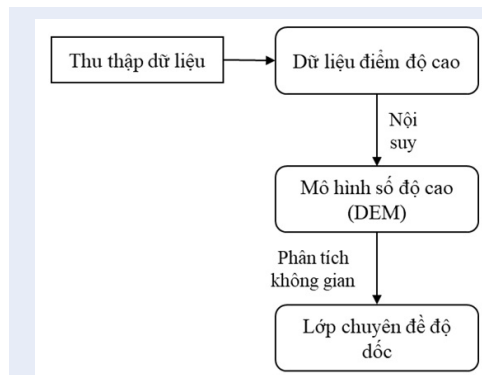 Thu thập dữ liệu
Dữ liệu điểm độ cao
Nội
suy
Mô hình số độ cao
(DEM)
Phân tích
không gian
Lớp chuyên đề độ
dốc